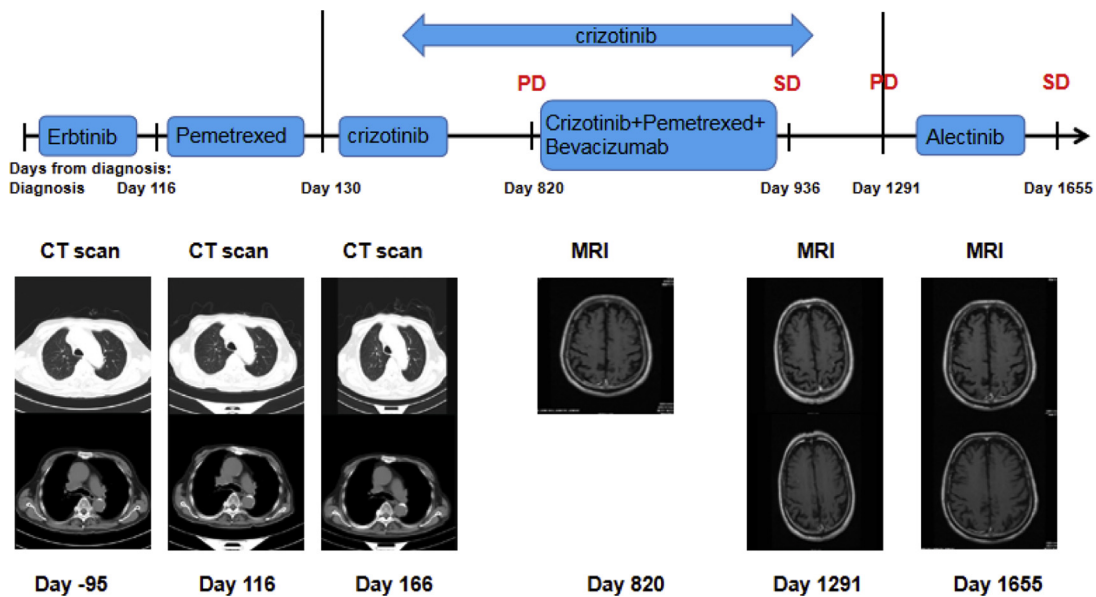 crizotinib
PD
SD
PD
SD
Erbtinib
Pemetrexed
crizotinib
Crizotinib+Pemetrexed+
Bevacizumab
Alectinib
Days from diagnosis:
Diagnosis
Day 116
Day 130
Day 820
Day 936
Day 1291
Day 1655
CT scan
CT scan
CT scan
MRI
MRI
MRI
Day -95
Day 116
Day 166
Day 820
Day 1291
Day 1655